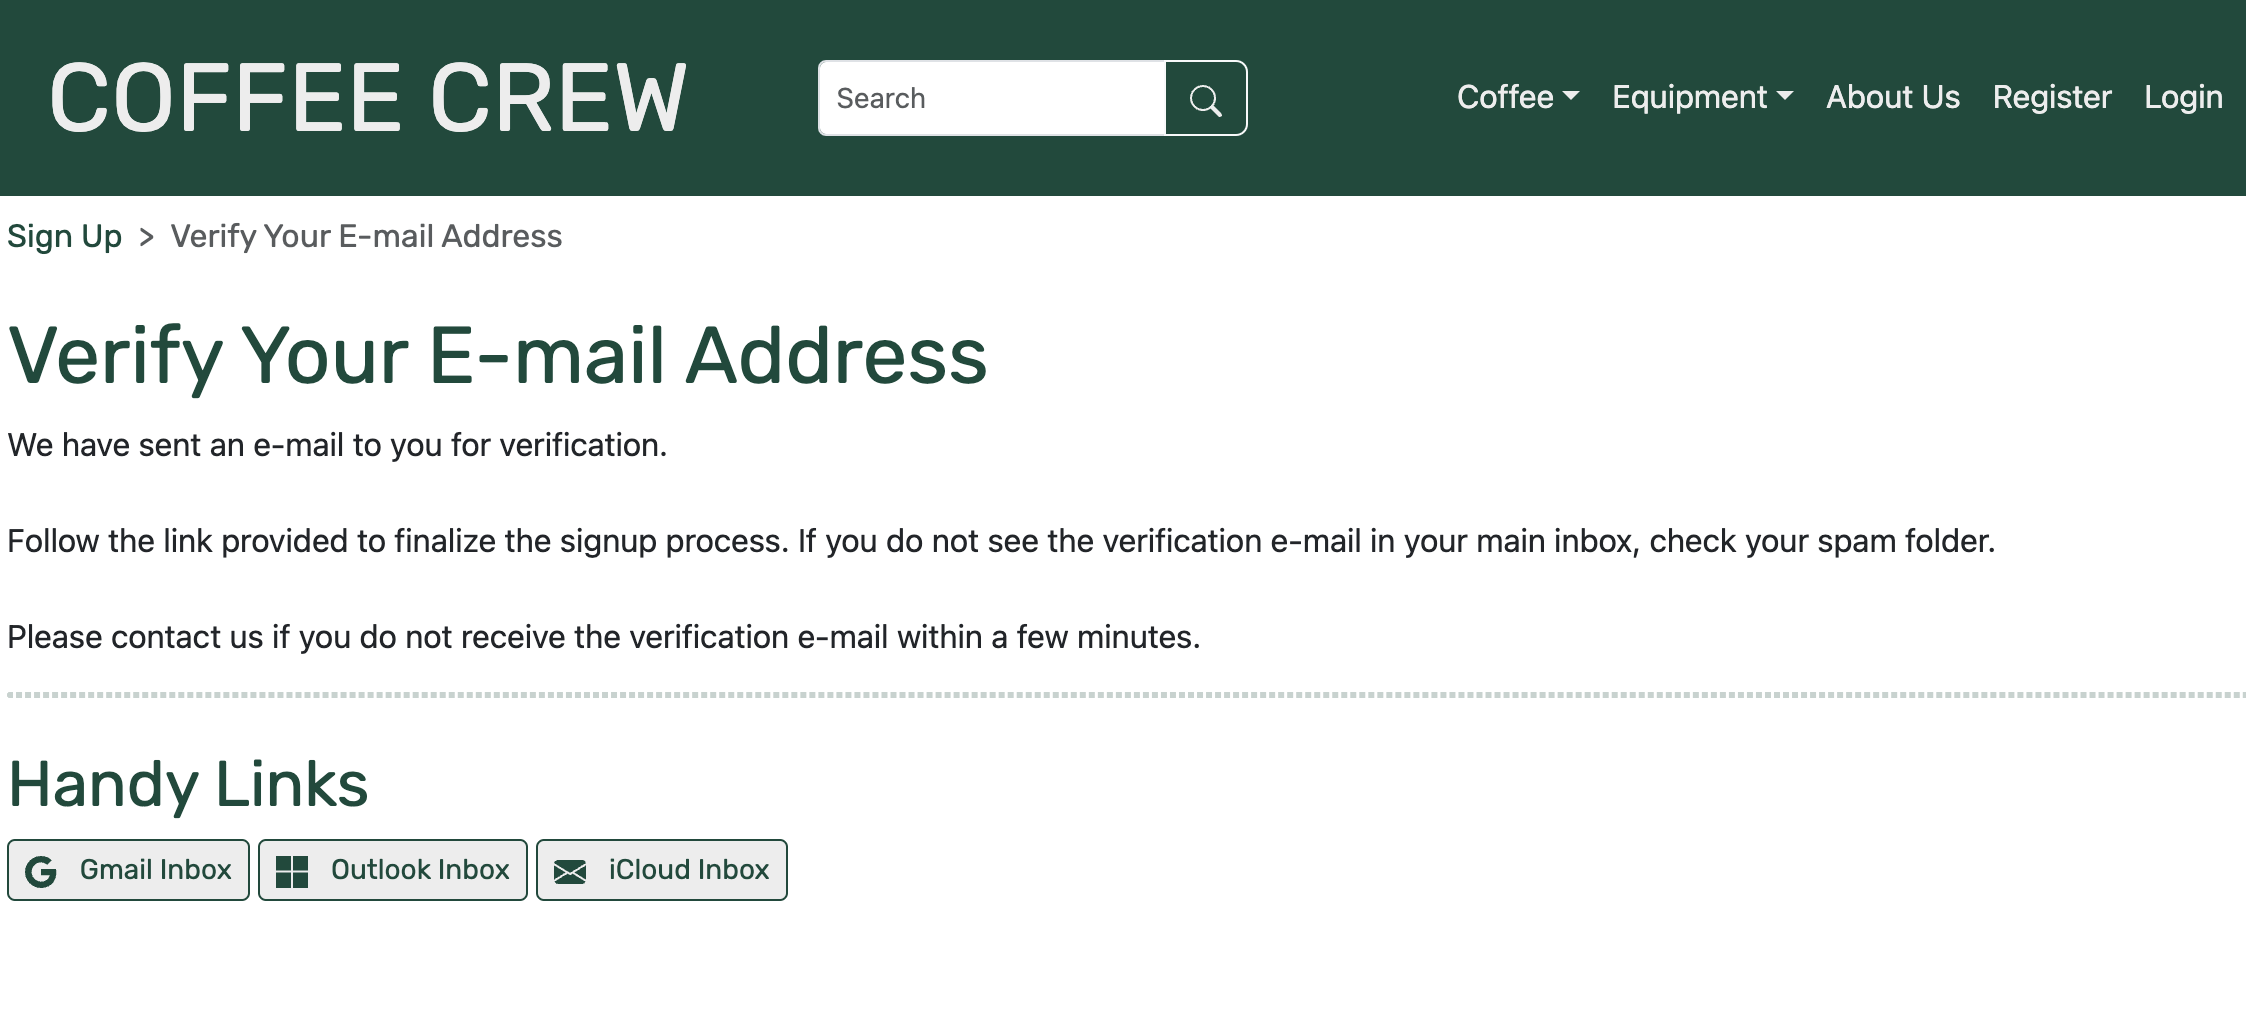 COFFEE CREW
Search
Coffee
Equipment
About Us
Register
Login
Sign Up > Verify Your E-mail Address
Verify Your E-mail Address
We have sent an e-mail to you for verification.
Follow the link provided to finalize the signup process. If you do not see the verification e-mail in your main inbox, check your spam folder.
Please contact us if you do not receive the verification e-mail within a few minutes.
Handy Links
Gmail Inbox
Outlook Inbox
iCloud Inbox